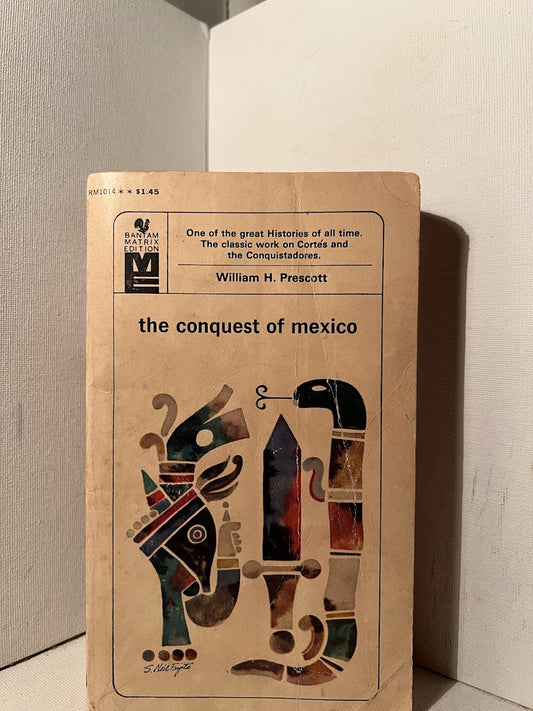 RM1014 ★ ★ $1.45
BANTAM
MATRIX
EDITION
M
One of the great Histories of all time.
The classic work on Cortés and
the Conquistadores.
William H. Prescott
the conquest of mexico
S. Neil Fujita